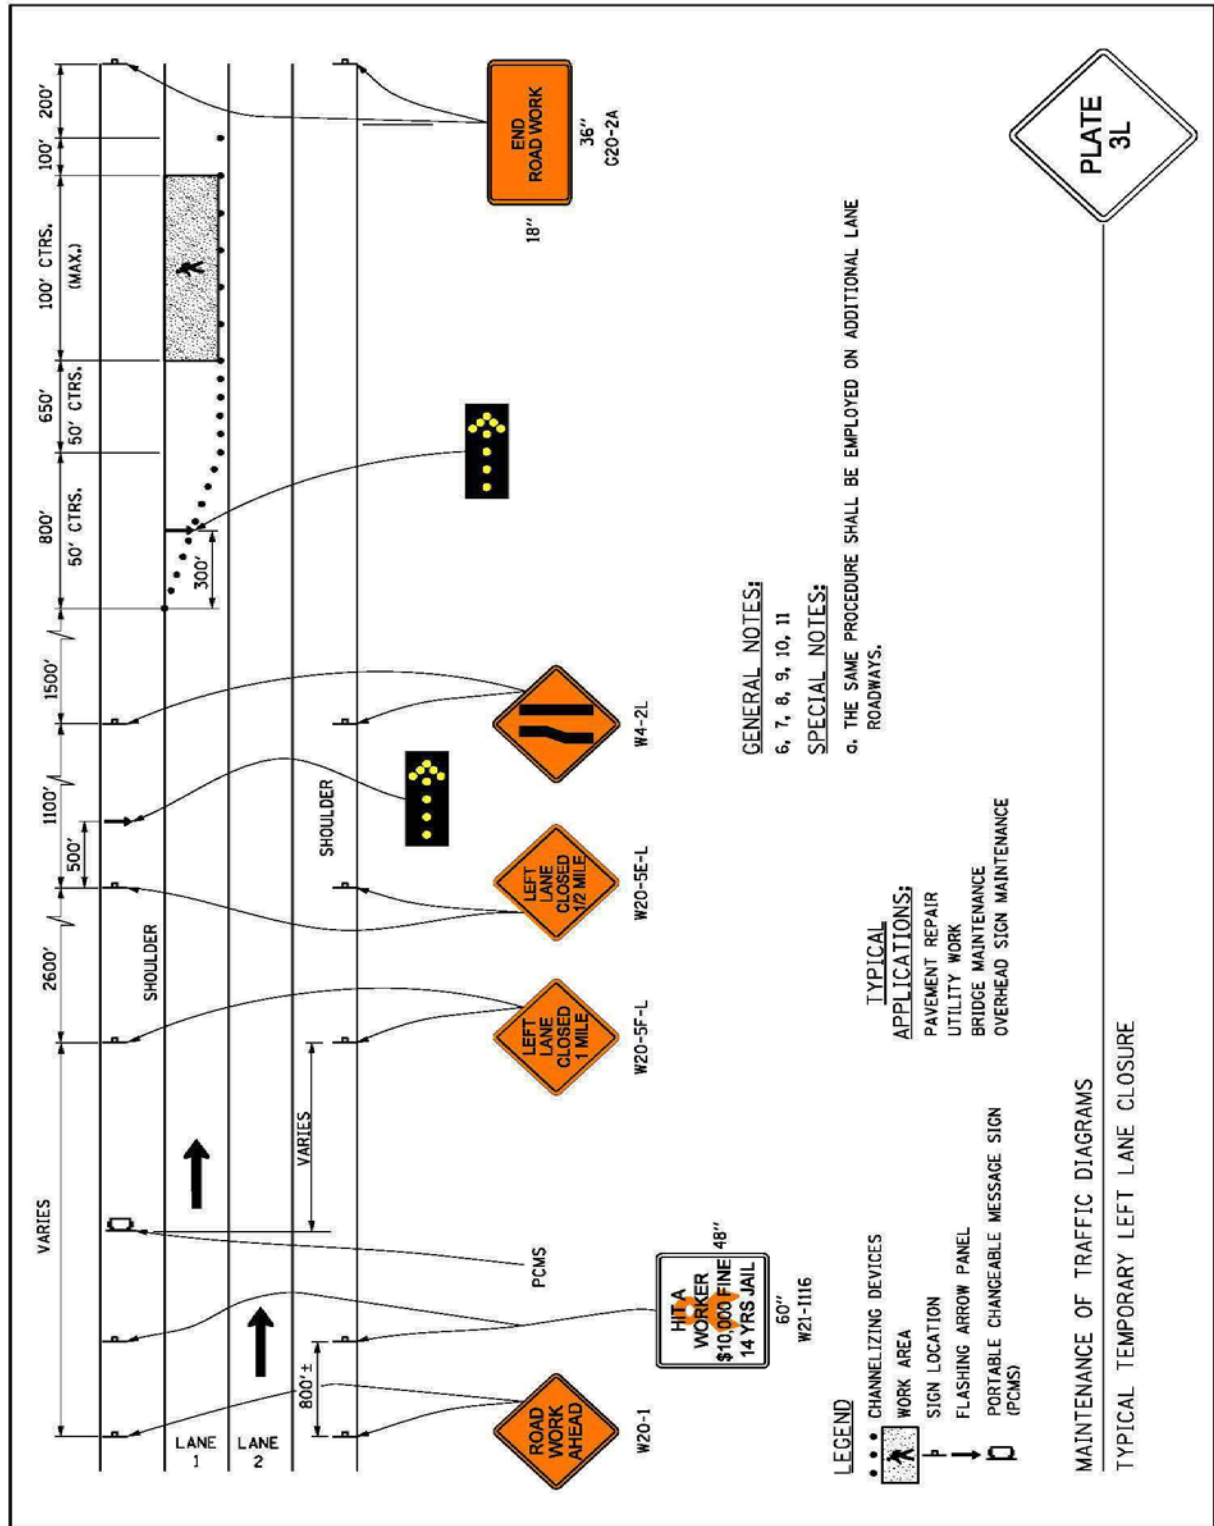 VARIES
2600'
1100'
1500'
800'
650'
100' CTRS.
100'
200'
500'
50' CTRS.
50' CTRS.
(MAX.)
SHOULDER
300'
LANE
1
LANE
2
800'±
VARIES
SHOULDER
PCMS
ROAD
WORK
AHEAD
W20-1
HIT A
WORKER
$10,000 FINE
14 YRS JAIL
48"
60"
W21-I116
LEFT
LANE
CLOSED
1 MILE
W20-5F-L
LEFT
LANE
CLOSED
1/2 MILE
W20-5E-L
W4-2L
END
ROAD WORK
18"
36"
G20-2A
GENERAL NOTES:
6, 7, 8, 9, 10, 11
SPECIAL NOTES:
a. THE SAME PROCEDURE SHALL BE EMPLOYED ON ADDITIONAL LANE
ROADWAYS.
LEGEND
CHANNELIZING DEVICES
WORK AREA
SIGN LOCATION
FLASHING ARROW PANEL
PORTABLE CHANGEABLE MESSAGE SIGN
(PCMS)
TYPICAL
APPLICATIONS:
PAVEMENT REPAIR
UTILITY WORK
BRIDGE MAINTENANCE
OVERHEAD SIGN MAINTENANCE
MAINTENANCE OF TRAFFIC DIAGRAMS
TYPICAL TEMPORARY LEFT LANE CLOSURE
PLATE
3L